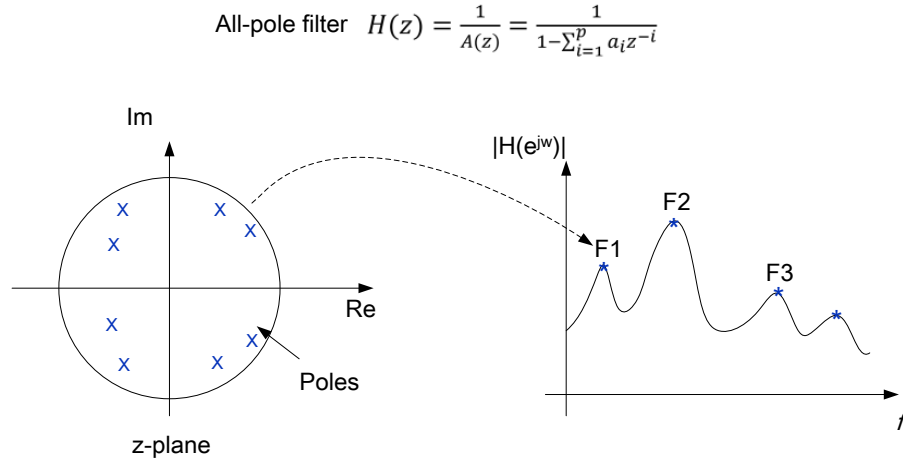 All-pole filter H(z) = 1/A(z) = 1/(1−∑_{i=1}^{p} a_i z^{−i})
Im
|H(e^{jw})|
F2
F1
F3
Re
Poles
z-plane
f